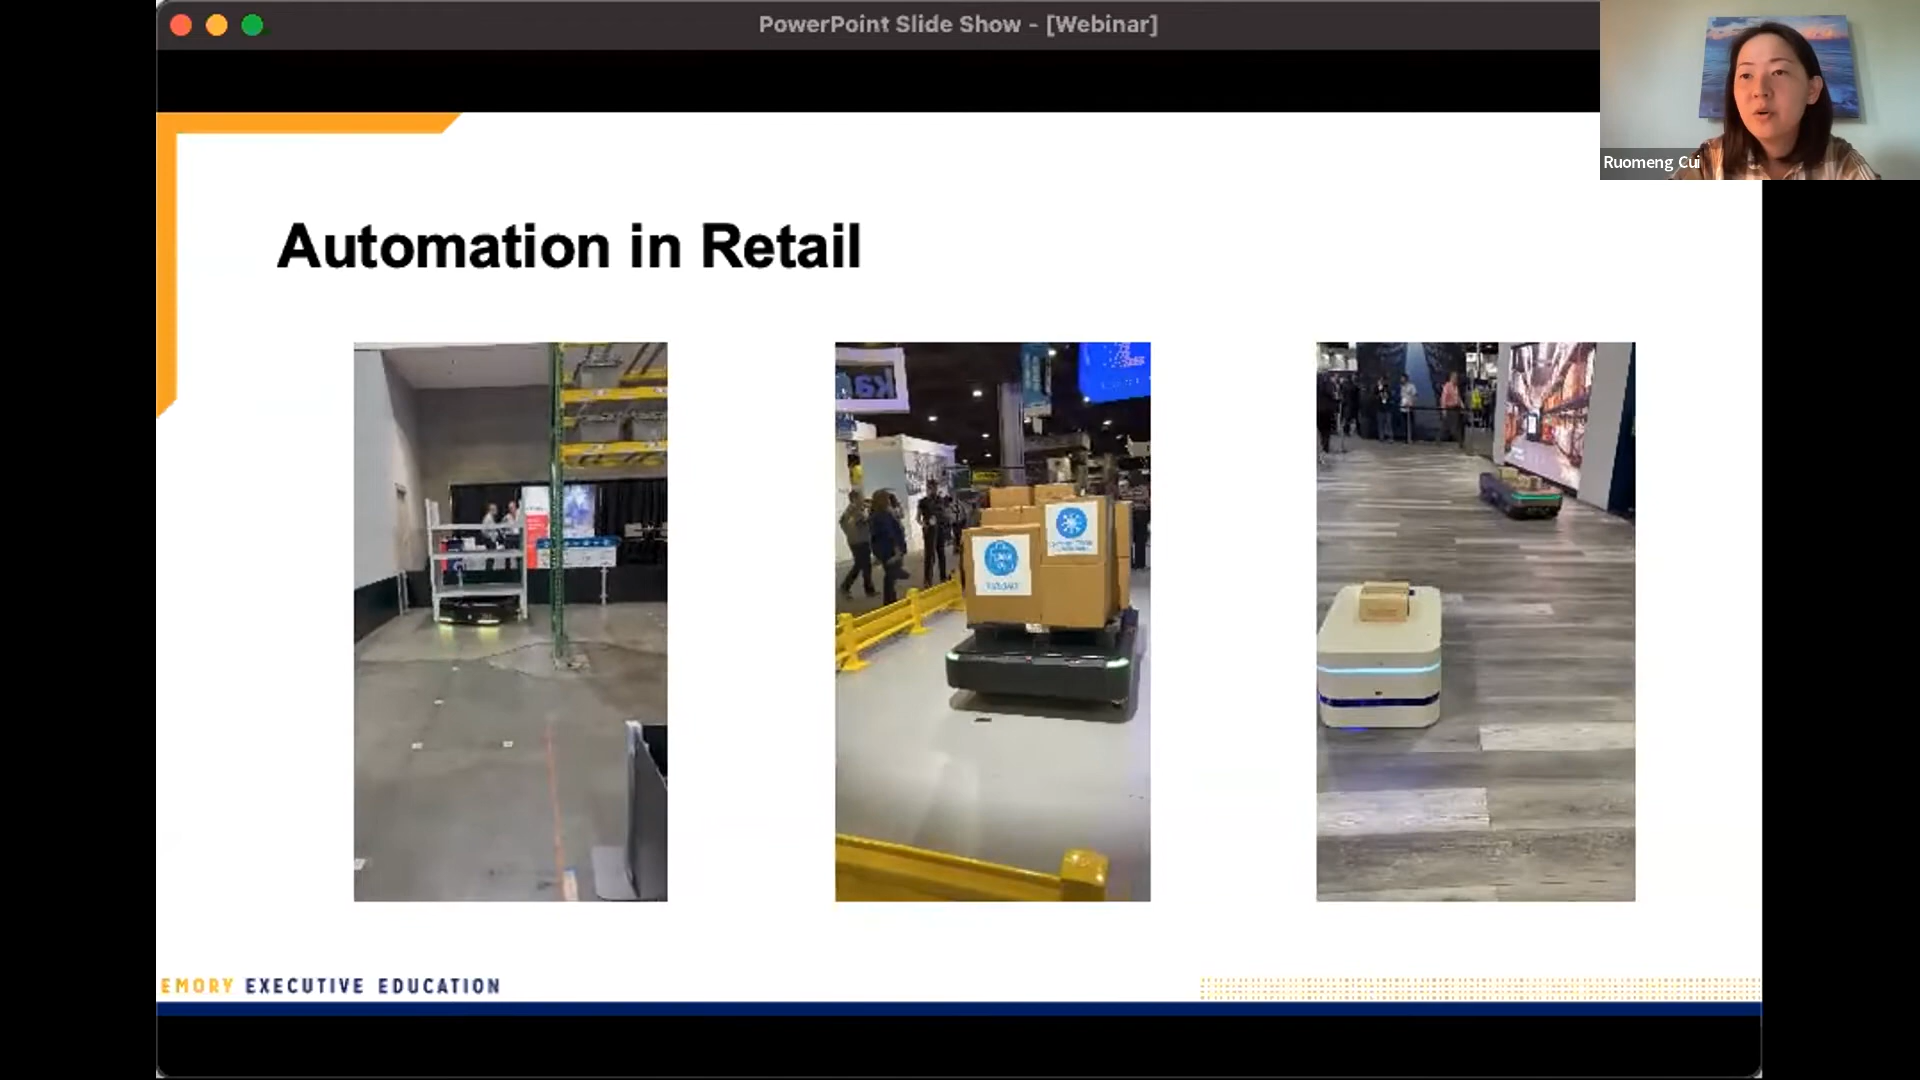 PowerPoint Slide Show - [Webinar]
Ruomeng Cui
Automation in Retail
EMORY EXECUTIVE EDUCATION